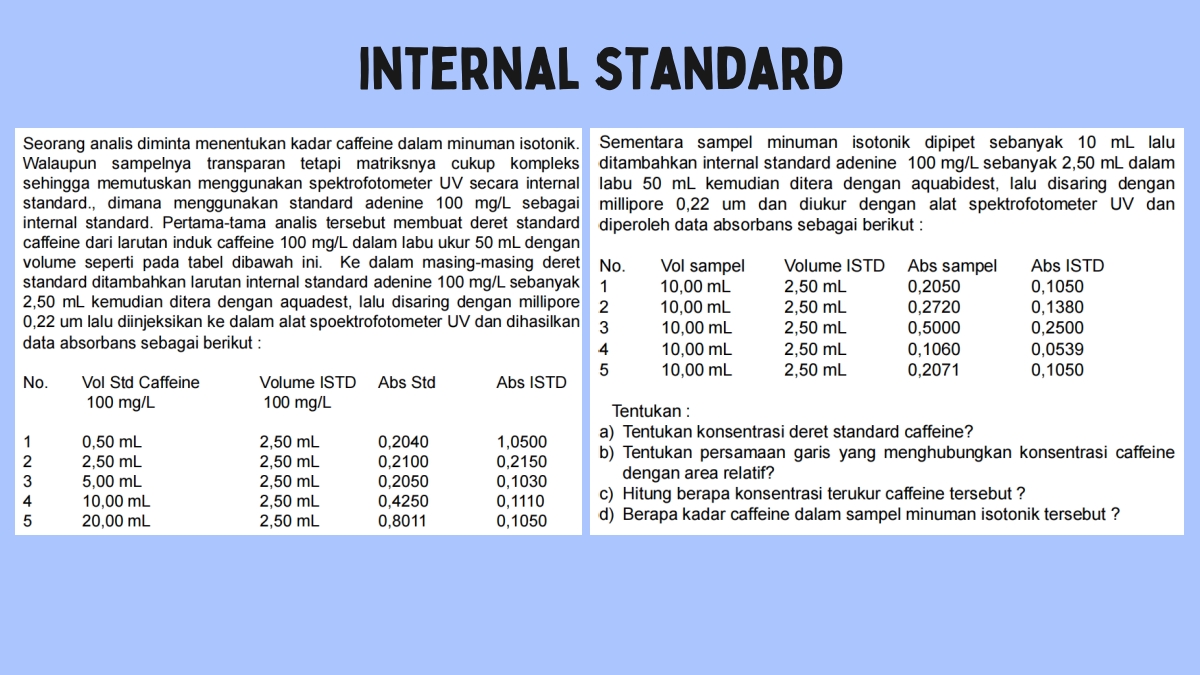 INTERNAL STANDARD
Seorang analis diminta menentukan kadar caffeine dalam minuman isotonik.
Walaupun sampelnya transparan tetapi matriksnya cukup kompleks
sehingga memutuskan menggunakan spektrofotometer UV secara internal
standard., dimana menggunakan standard adenine 100 mg/L sebagai
internal standard. Pertama-tama analis tersebut membuat deret standard
caffeine dari larutan induk caffeine 100 mg/L dalam labu ukur 50 mL dengan
volume seperti pada tabel dibawah ini. Ke dalam masing-masing deret
standard ditambahkan larutan internal standard adenine 100 mg/L sebanyak
2,50 mL kemudian ditera dengan aquadest, lalu disaring dengan millipore
0,22 um lalu diinjeksikan ke dalam alat spoektrofotometer UV dan dihasilkan
data absorbans sebagai berikut :
No. Vol Std Caffeine Volume ISTD Abs Std Abs ISTD
100 mg/L 100 mg/L
1 0,50 mL 2,50 mL 0,2040 1,0500
2 2,50 mL 2,50 mL 0,2100 0,2150
3 5,00 mL 2,50 mL 0,2050 0,1030
4 10,00 mL 2,50 mL 0,4250 0,1110
5 20,00 mL 2,50 mL 0,8011 0,1050
Sementara sampel minuman isotonik dipipet sebanyak 10 mL lalu
ditambahkan internal standard adenine 100 mg/L sebanyak 2,50 mL dalam
labu 50 mL kemudian ditera dengan aquabidest, lalu disaring dengan
millipore 0,22 um dan diukur dengan alat spektrofotometer UV dan
diperoleh data absorbans sebagai berikut :
No. Vol sampel Volume ISTD Abs sampel Abs ISTD
1 10,00 mL 2,50 mL 0,2050 0,1050
2 10,00 mL 2,50 mL 0,2720 0,1380
3 10,00 mL 2,50 mL 0,5000 0,2500
4 10,00 mL 2,50 mL 0,1060 0,0539
5 10,00 mL 2,50 mL 0,2071 0,1050
Tentukan :
a) Tentukan konsentrasi deret standard caffeine?
b) Tentukan persamaan garis yang menghubungkan konsentrasi caffeine
dengan area relatif?
c) Hitung berapa konsentrasi terukur caffeine tersebut ?
d) Berapa kadar caffeine dalam sampel minuman isotonik tersebut ?